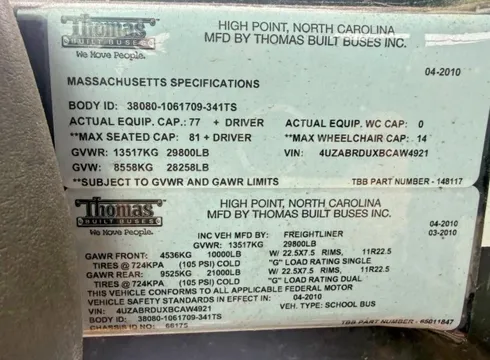 Thomas
BUILT BUSES
We Move People.
HIGH POINT, NORTH CAROLINA
MFD BY THOMAS BUILT BUSES INC.
04-2010
MASSACHUSETTS SPECIFICATIONS
BODY ID: 38080-1061709-341TS
ACTUAL EQUIP. CAP.: 77 + DRIVER ACTUAL EQUIP. WC CAP: 0
**MAX SEATED CAP: 81 + DRIVER **MAX WHEELCHAIR CAP: 14
GVWR: 13517KG 29800LB VIN: 4UZABRDUXBCAW4921
GVW: 8558KG 28258LB
**SUBJECT TO GVWR AND GAWR LIMITS TBB PART NUMBER - 148117
Thomas
BUILT BUSES
We Move People.
HIGH POINT, NORTH CAROLINA
MFD BY THOMAS BUILT BUSES INC.
04-2010
INC VEH MFD BY: FREIGHTLINER 03-2010
GVWR: 13517KG 29800LB
GAWR FRONT: 4536KG 10000LB W/ 22.5X7.5 RIMS, 11R22.5
TIRES @ 724KPA (105 PSI) COLD "G" LOAD RATING SINGLE
GAWR REAR: 9525KG 21000LB W/ 22.5X7.5 RIMS, 11R22.5
TIRES @ 724KPA (105 PSI) COLD "G" LOAD RATING DUAL
THIS VEHICLE CONFORMS TO ALL APPLICABLE FEDERAL MOTOR
VEHICLE SAFETY STANDARDS IN EFFECT IN: 04-2010
VIN: 4UZABRDUXBCAW4921 VEH. TYPE: SCHOOL BUS
BODY ID: 38080-1061709-341TS
CHASSIS ID: 66175 TBB PART NUMBER - 65011847